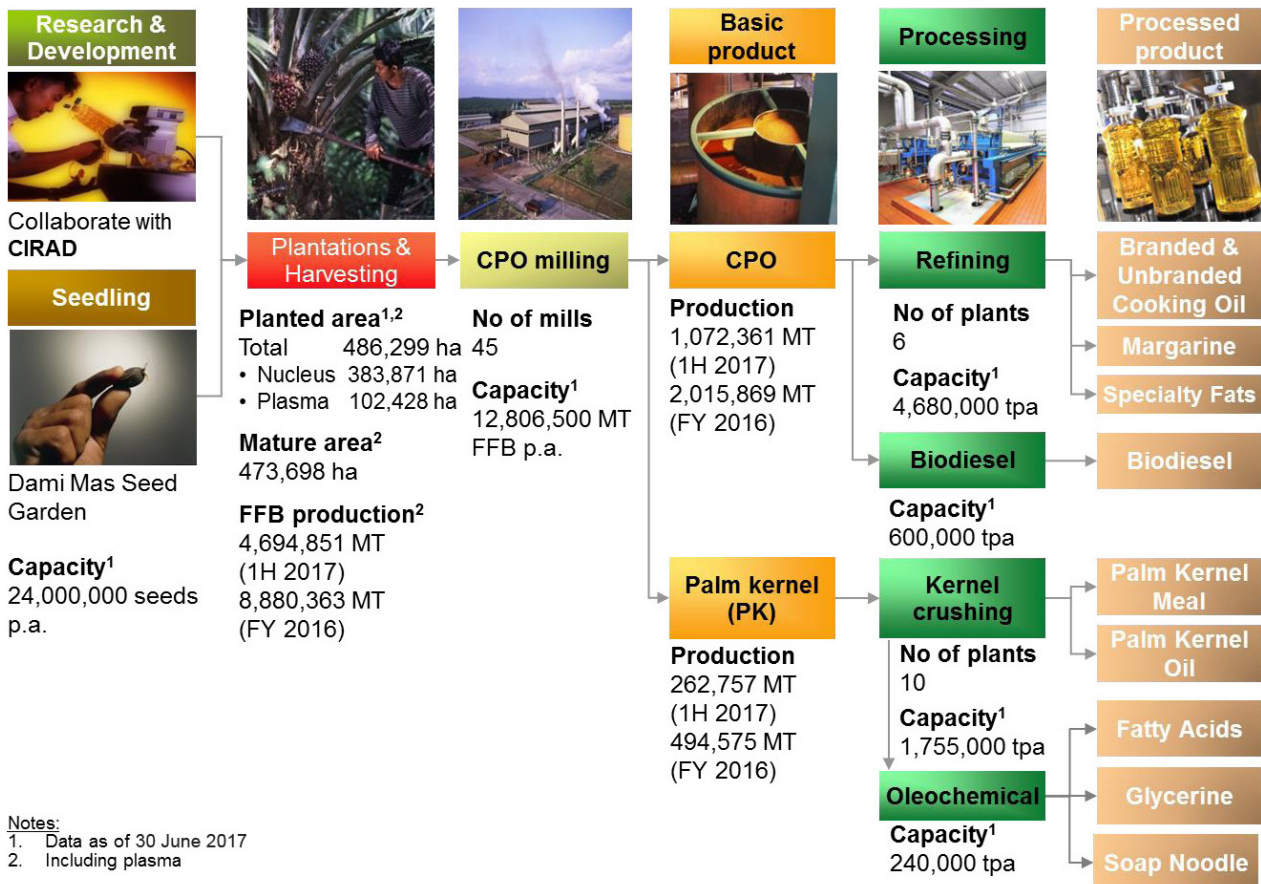 Research &
Development
Collaborate with
CIRAD
Seedling
Dami Mas Seed
Garden
Capacity1
24,000,000 seeds
p.a.
Plantations &
Harvesting
Planted area1,2
Total 486,299 ha
• Nucleus 383,871 ha
• Plasma 102,428 ha
Mature area2
473,698 ha
FFB production2
4,694,851 MT
(1H 2017)
8,880,363 MT
(FY 2016)
CPO milling
No of mills
45
Capacity1
12,806,500 MT
FFB p.a.
Basic
product
CPO
Production
1,072,361 MT
(1H 2017)
2,015,869 MT
(FY 2016)
Palm kernel
(PK)
Production
262,757 MT
(1H 2017)
494,575 MT
(FY 2016)
Processing
Refining
No of plants
6
Capacity1
4,680,000 tpa
Biodiesel
Capacity1
600,000 tpa
Kernel
crushing
No of plants
10
Capacity1
1,755,000 tpa
Oleochemical
Capacity1
240,000 tpa
Processed
product
Branded &
Unbranded
Cooking Oil
Margarine
Specialty Fats
Biodiesel
Palm Kernel
Meal
Palm Kernel
Oil
Fatty Acids
Glycerine
Soap Noodle
Notes:
1. Data as of 30 June 2017
2. Including plasma